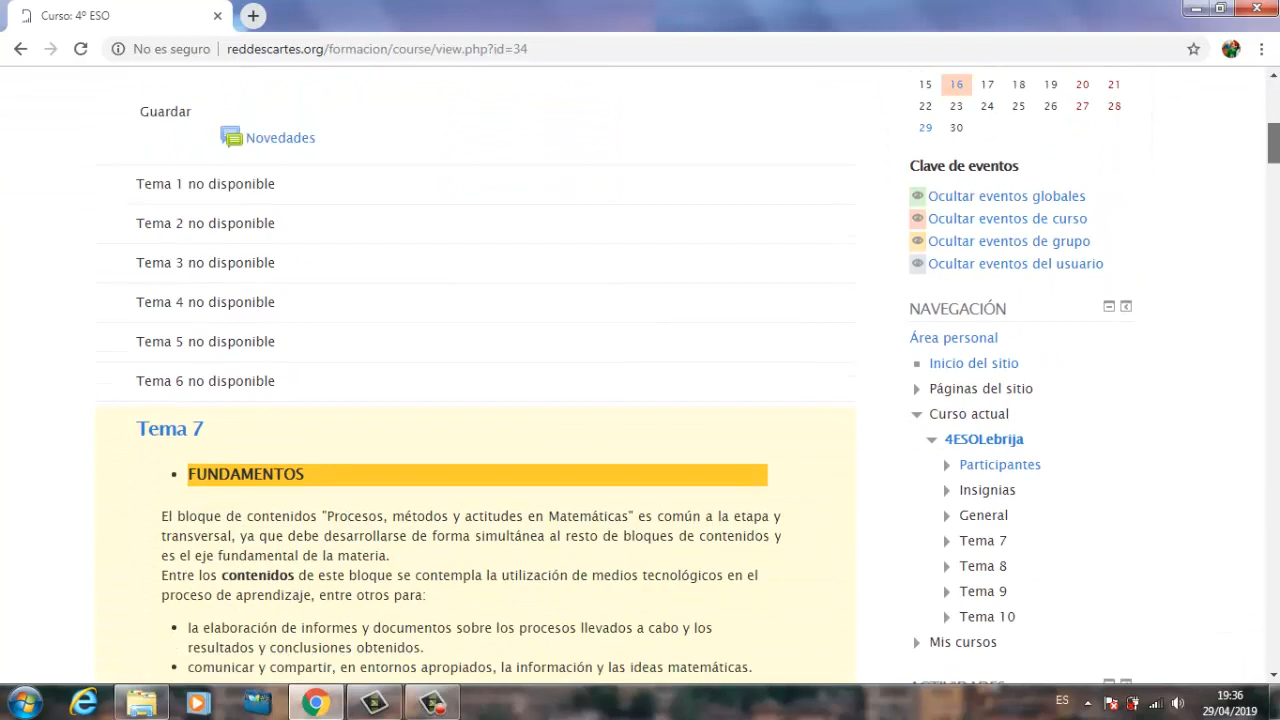 Curso: 4º ESO
No es seguro
reddescartes.org/formacion/course/view.php?id=34
Guardar
Novedades
Tema 1 no disponible
Tema 2 no disponible
Tema 3 no disponible
Tema 4 no disponible
Tema 5 no disponible
Tema 6 no disponible
Tema 7
FUNDAMENTOS
El bloque de contenidos "Procesos, métodos y actitudes en Matemáticas" es común a la etapa y
transversal, ya que debe desarrollarse de forma simultánea al resto de bloques de contenidos y
es el eje fundamental de la materia.
Entre los contenidos de este bloque se contempla la utilización de medios tecnológicos en el
proceso de aprendizaje, entre otros para:
la elaboración de informes y documentos sobre los procesos llevados a cabo y los
resultados y conclusiones obtenidos.
comunicar y compartir, en entornos apropiados, la información y las ideas matemáticas.
15 16 17 18 19 20 21
22 23 24 25 26 27 28
29 30
Clave de eventos
Ocultar eventos globales
Ocultar eventos de curso
Ocultar eventos de grupo
Ocultar eventos del usuario
NAVEGACIÓN
Área personal
Inicio del sitio
Páginas del sitio
Curso actual
4ESOLebrija
Participantes
Insignias
General
Tema 7
Tema 8
Tema 9
Tema 10
Mis cursos
ACTIVIDADES
ES
19:36
29/04/2019